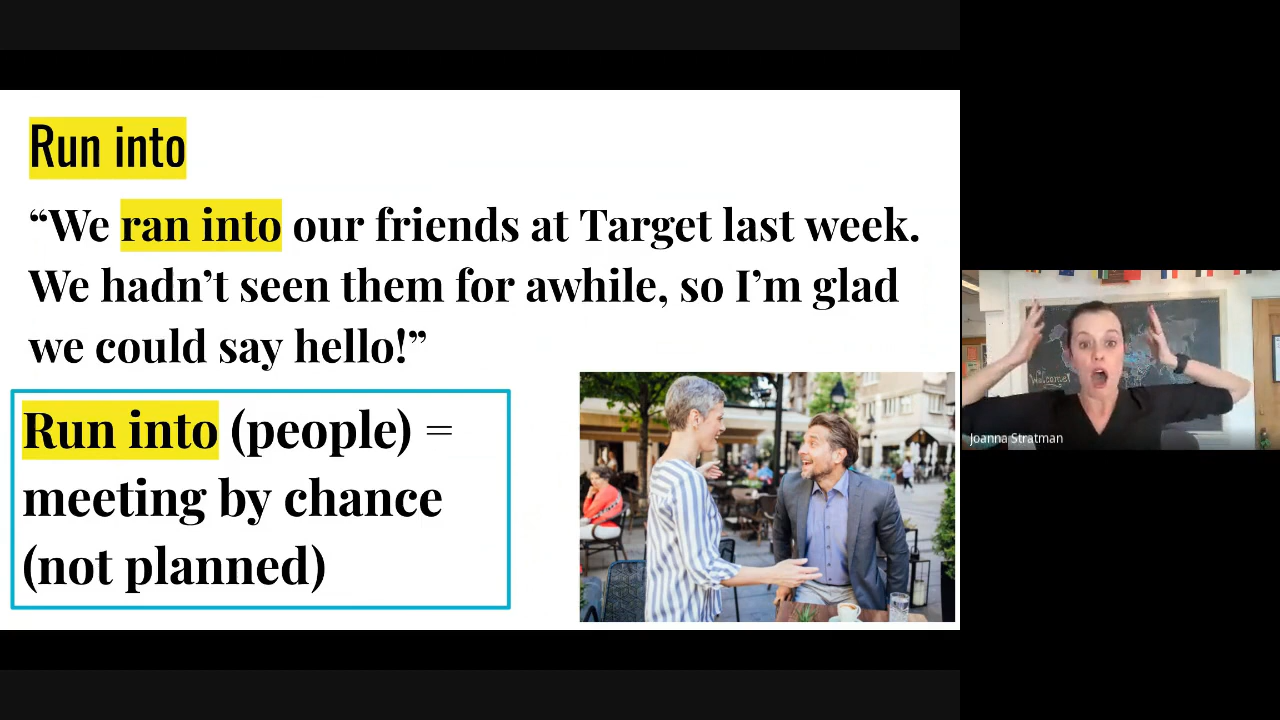 Run into
“We ran into our friends at Target last week.
We hadn’t seen them for awhile, so I’m glad
we could say hello!”
Run into (people) =
meeting by chance
(not planned)
Welcome!
Joanna Stratman